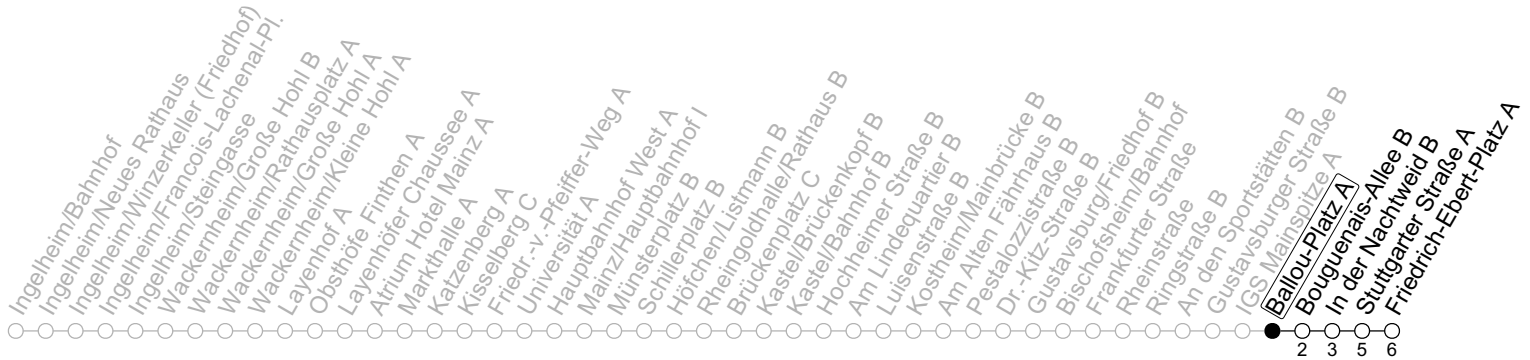 Ingelheim/Bahnhof
Ingelheim/Neues Rathaus
Ingelheim/Winzerkeller (Friedhof)
Ingelheim/Francois-Lachenal-Pl.
Ingelheim/Steingasse
Wackernheim/Große Hohl B
Wackernheim/Rathausplatz A
Wackernheim/Große Hohl A
Wackernheim/Kleine Hohl A
Layenhof A
Obsthöfe Finthen A
Layenhöfer Chaussee A
Atrium Hotel Mainz A
Markthalle A
Katzenberg A
Kisselberg C
Friedr.-v.-Pfeiffer-Weg A
Universität A
Hauptbahnhof West A
Mainz/Hauptbahnhof I
Münsterplatz B
Schillerplatz B
Höfchen/Listmann B
Rheingoldhalle/Rathaus B
Brückenplatz C
Kastel/Brückenkopf B
Kastel/Bahnhof B
Hochheimer Straße B
Am Lindequartier B
Luisenstraße B
Kostheim/Mainbrücke B
Am Alten Fährhaus B
Pestalozzistraße B
Dr.-Kitz-Straße B
Gustavsburg/Friedhof B
Bischofsheim/Bahnhof
Frankfurter Straße
Rheinstraße
Ringstraße B
An den Sportstätten B
Gustavsburger Straße B
IGS Mainspitze A
Ballou-Platz A
Bouguenais-Allee B
In der Nachtweid B
Stuttgarter Straße A
Friedrich-Ebert-Platz A
2 3 5 6